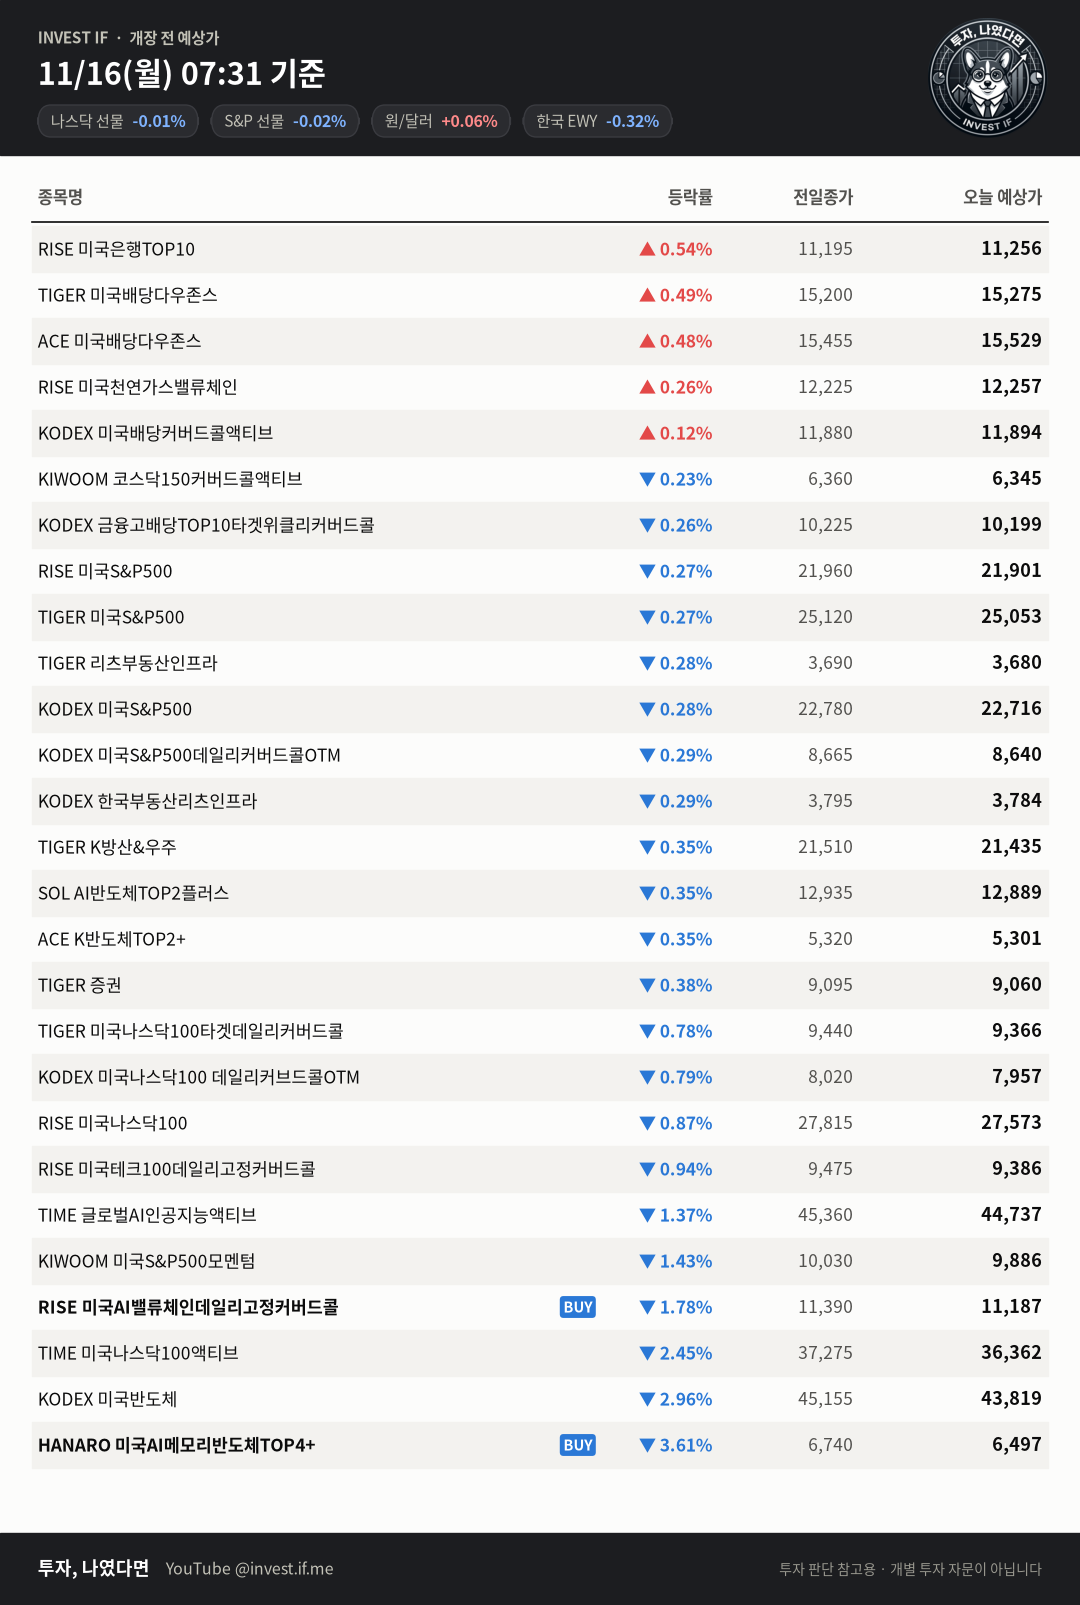 INVEST IF · 개장 전 예상가
11/16(월) 07:31 기준
나스닥 선물 -0.01% S&P 선물 -0.02% 원/달러 +0.06% 한국 EWY -0.32%
투자, 나였다면
INVEST IF
종목명 등락률 전일종가 오늘 예상가
RISE 미국은행TOP10 ▲ 0.54% 11,195 11,256
TIGER 미국배당다우존스 ▲ 0.49% 15,200 15,275
ACE 미국배당다우존스 ▲ 0.48% 15,455 15,529
RISE 미국천연가스밸류체인 ▲ 0.26% 12,225 12,257
KODEX 미국배당커버드콜액티브 ▲ 0.12% 11,880 11,894
KIWOOM 코스닥150커버드콜액티브 ▼ 0.23% 6,360 6,345
KODEX 금융고배당TOP10타겟위클리커버드콜 ▼ 0.26% 10,225 10,199
RISE 미국S&P500 ▼ 0.27% 21,960 21,901
TIGER 미국S&P500 ▼ 0.27% 25,120 25,053
TIGER 리츠부동산인프라 ▼ 0.28% 3,690 3,680
KODEX 미국S&P500 ▼ 0.28% 22,780 22,716
KODEX 미국S&P500데일리커버드콜OTM ▼ 0.29% 8,665 8,640
KODEX 한국부동산리츠인프라 ▼ 0.29% 3,795 3,784
TIGER K방산&우주 ▼ 0.35% 21,510 21,435
SOL AI반도체TOP2플러스 ▼ 0.35% 12,935 12,889
ACE K반도체TOP2+ ▼ 0.35% 5,320 5,301
TIGER 증권 ▼ 0.38% 9,095 9,060
TIGER 미국나스닥100타겟데일리커버드콜 ▼ 0.78% 9,440 9,366
KODEX 미국나스닥100 데일리커브드콜OTM ▼ 0.79% 8,020 7,957
RISE 미국나스닥100 ▼ 0.87% 27,815 27,573
RISE 미국테크100데일리고정커버드콜 ▼ 0.94% 9,475 9,386
TIME 글로벌AI인공지능액티브 ▼ 1.37% 45,360 44,737
KIWOOM 미국S&P500모멘텀 ▼ 1.43% 10,030 9,886
RISE 미국AI밸류체인데일리고정커버드콜 BUY ▼ 1.78% 11,390 11,187
TIME 미국나스닥100액티브 ▼ 2.45% 37,275 36,362
KODEX 미국반도체 ▼ 2.96% 45,155 43,819
HANARO 미국AI메모리반도체TOP4+ BUY ▼ 3.61% 6,740 6,497
투자, 나였다면 YouTube @invest.if.me 투자 판단 참고용 · 개별 투자 자문이 아닙니다